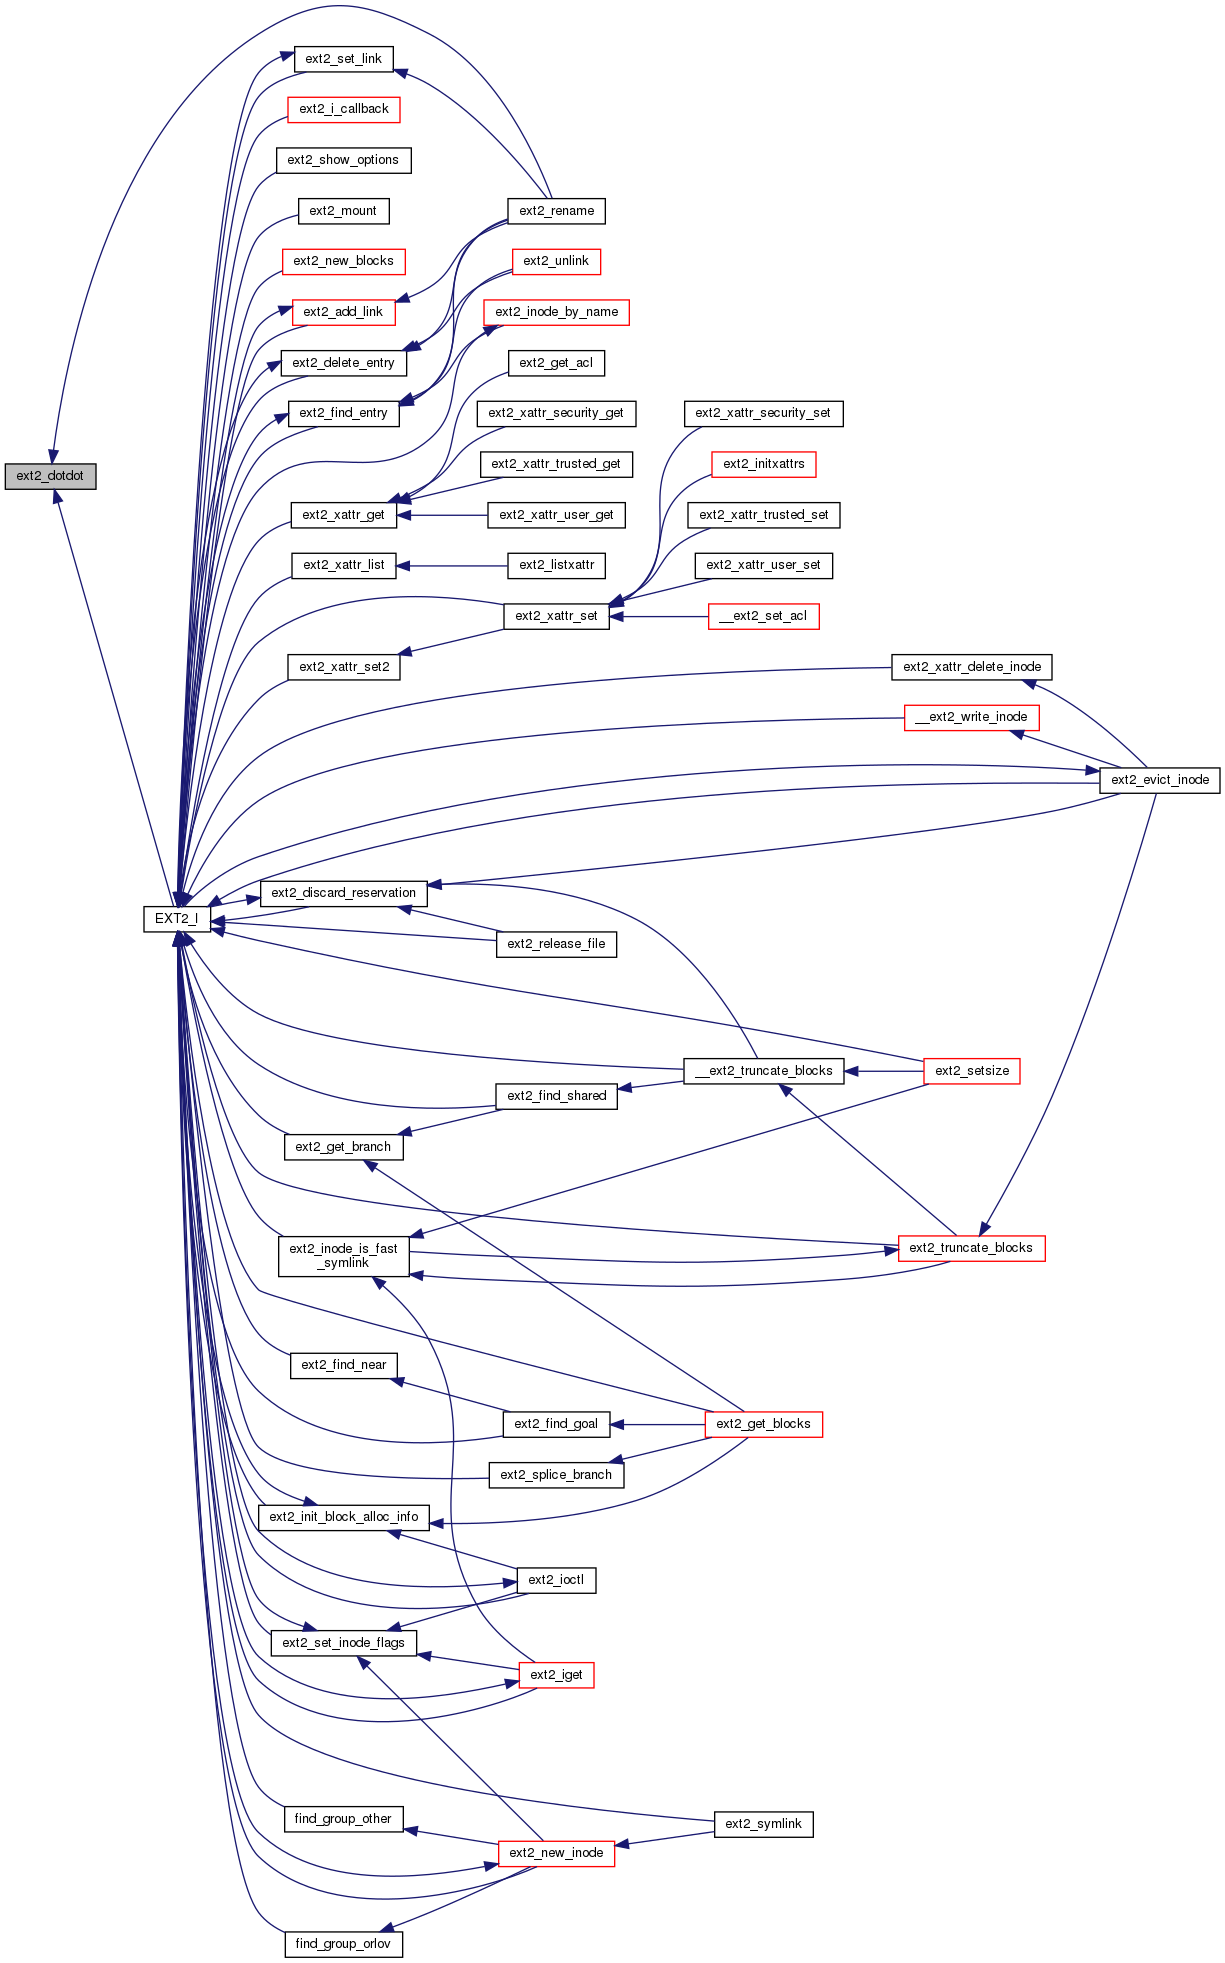 ext2_set_link
ext2_i_callback
ext2_show_options
ext2_mount
ext2_rename
ext2_new_blocks
ext2_unlink
ext2_add_link
ext2_inode_by_name
ext2_delete_entry
ext2_get_acl
ext2_find_entry
ext2_xattr_security_get
ext2_xattr_security_set
ext2_dotdot
ext2_xattr_trusted_get
ext2_initxattrs
ext2_xattr_get
ext2_xattr_user_get
ext2_xattr_trusted_set
ext2_xattr_list
ext2_listxattr
ext2_xattr_user_set
ext2_xattr_set
__ext2_set_acl
ext2_xattr_set2
ext2_xattr_delete_inode
__ext2_write_inode
ext2_evict_inode
ext2_discard_reservation
EXT2_I
ext2_release_file
__ext2_truncate_blocks
ext2_setsize
ext2_find_shared
ext2_get_branch
ext2_inode_is_fast
_symlink
ext2_truncate_blocks
ext2_find_near
ext2_find_goal
ext2_get_blocks
ext2_splice_branch
ext2_init_block_alloc_info
ext2_ioctl
ext2_set_inode_flags
ext2_iget
find_group_other
ext2_symlink
ext2_new_inode
find_group_orlov